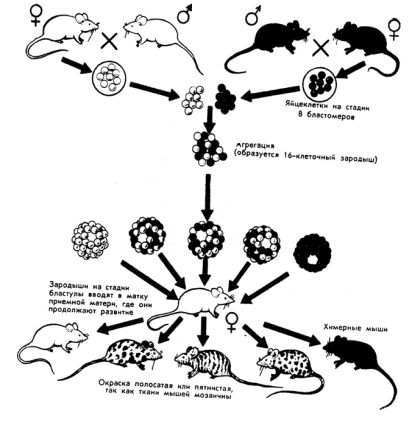 Яйцеклетки на стадии
8 бластомеров
Агрегация
(образуется 16-клеточный зародыш)
Зародыши на стадии
бластулы вводят в матку
приемной матери, где они
продолжают развитие
Химерные мыши
Окраска полосатая или пятнистая,
так как ткани мышей мозаичны